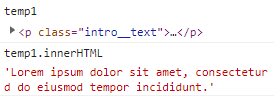 temp1
▶ <p class="intro__text">…</p>
temp1.innerHTML
'Lorem ipsum dolor sit amet, consectetur
d do eiusmod tempor incididunt.'